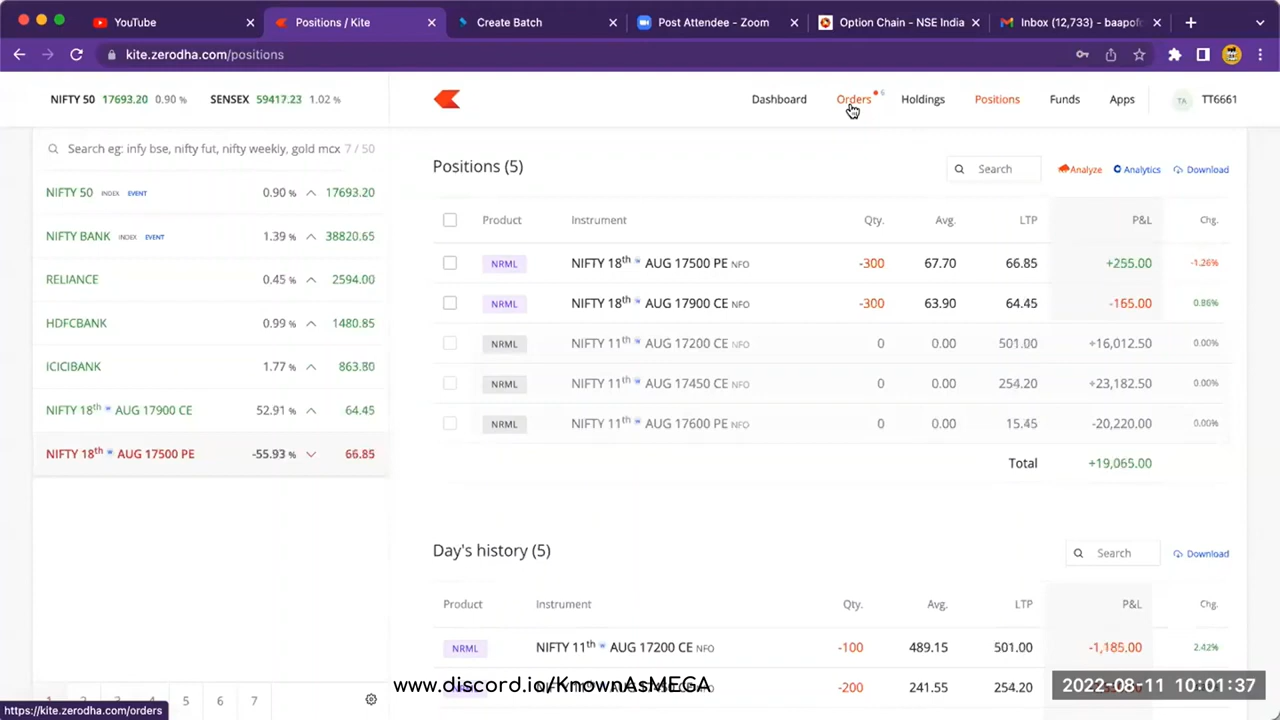 YouTube
Positions / Kite
Create Batch
Post Attendee - Zoom
Option Chain - NSE India
Inbox (12,733) - baapofc
kite.zerodha.com/positions
NIFTY 50 17693.20 0.90 % SENSEX 59417.23 1.02 %
Dashboard Orders Holdings Positions Funds Apps TA TT6661
Search eg: infy bse, nifty fut, nifty weekly, gold mcx 7 / 50
NIFTY 50 INDEX EVENT 0.90 % 17693.20
NIFTY BANK INDEX EVENT 1.39 % 38820.65
RELIANCE 0.45 % 2594.00
HDFCBANK 0.99 % 1480.85
ICICIBANK 1.77 % 863.80
NIFTY 18th w AUG 17900 CE 52.91 % 64.45
NIFTY 18th w AUG 17500 PE -55.93 % 66.85
1 2 3 4 5 6 7
Positions (5) Search Analyze Analytics Download
Product Instrument Qty. Avg. LTP P&L Chg.
NRML NIFTY 18th w AUG 17500 PE NFO -300 67.70 66.85 +255.00 -1.26%
NRML NIFTY 18th w AUG 17900 CE NFO -300 63.90 64.45 -165.00 0.86%
NRML NIFTY 11th w AUG 17200 CE NFO 0 0.00 501.00 +16,012.50 0.00%
NRML NIFTY 11th w AUG 17450 CE NFO 0 0.00 254.20 +23,182.50 0.00%
NRML NIFTY 11th w AUG 17600 PE NFO 0 0.00 15.45 -20,220.00 0.00%
Total +19,065.00
Day's history (5) Search Download
Product Instrument Qty. Avg. LTP P&L Chg.
NRML NIFTY 11th w AUG 17200 CE NFO -100 489.15 501.00 -1,185.00 2.42%
-200 241.55 254.20
www.discord.io/KnownAsMEGA
2022-08-11 10:01:37
https://kite.zerodha.com/orders